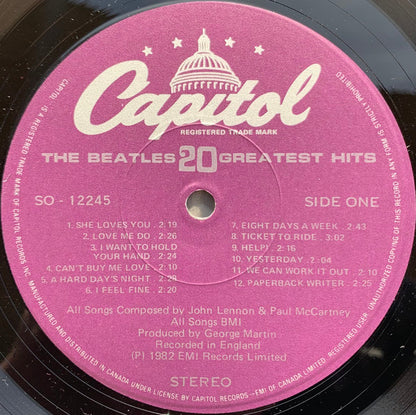 Capitol
REGISTERED TRADE MARK
THE BEATLES 20 GREATEST HITS
SO - 12245
SIDE ONE
1. SHE LOVES YOU . 2:19
2. LOVE ME DO . 2:26
3. I WANT TO HOLD
YOUR HAND . 2:24
4. CAN'T BUY ME LOVE . 2:10
5. A HARD DAY'S NIGHT . 2:28
6. I FEEL FINE . 2:20
7. EIGHT DAYS A WEEK . 2:43
8. TICKET TO RIDE . 3:02
9. HELP! . 2:16
10. YESTERDAY . 2:04
11. WE CAN WORK IT OUT . 2:10
12. PAPERBACK WRITER . 2:25
All Songs Composed by John Lennon & Paul McCartney
All Songs BMI
Produced by George Martin
Recorded in England
(P) 1982 EMI Records Limited
STEREO
CAPITOL IS A REGISTERED TRADE MARK OF CAPITOL RECORDS INC.
MANUFACTURED AND DISTRIBUTED IN CANADA UNDER LICENSE BY CAPITOL RECORDS - EMI OF CANADA LIMITED.
UNAUTHORIZED COPYING OF THIS RECORDING IN ANY FORM IS STRICTLY PROHIBITED